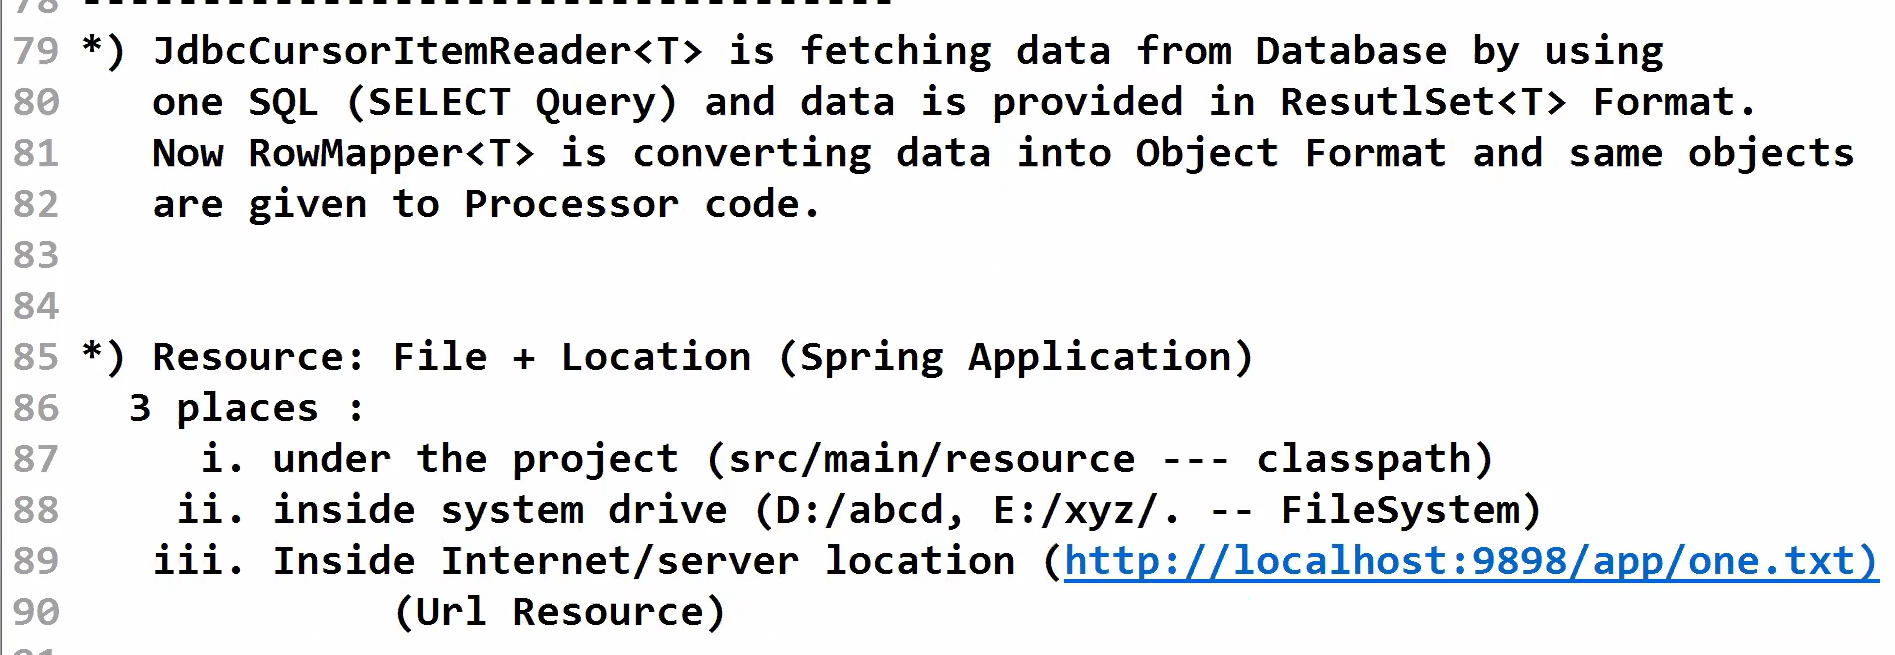 78 ----------------------------------
79 *) JdbcCursorItemReader<T> is fetching data from Database by using
80    one SQL (SELECT Query) and data is provided in ResutlSet<T> Format.
81    Now RowMapper<T> is converting data into Object Format and same objects
82    are given to Processor code.
83
84
85 *) Resource: File + Location (Spring Application)
86   3 places :
87      i. under the project (src/main/resource --- classpath)
88     ii. inside system drive (D:/abcd, E:/xyz/. -- FileSystem)
89    iii. Inside Internet/server location (http://localhost:9898/app/one.txt)
90              (Url Resource)
91